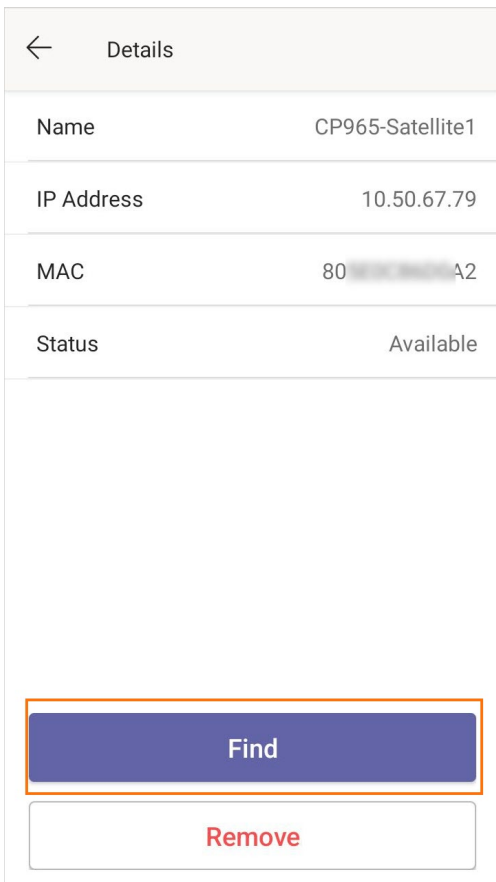 Details
Name CP965-Satellite1
IP Address 10.50.67.79
MAC 80 A2
Status Available
Find
Remove